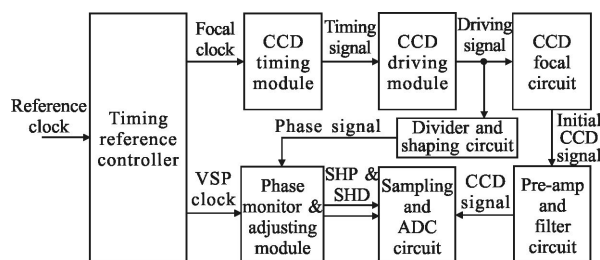 Reference
clock
Timing
reference
controller
Focal
clock
CCD
timing
module
Timing
signal
CCD
driving
module
Driving
signal
CCD
focal
circuit
Phase signal
Divider and
shaping circuit
Initial
CCD
signal
VSP
clock
Phase
monitor &
adjusting
module
SHP &
SHD
Sampling
and
ADC
circuit
CCD
signal
Pre-amp
and
filter
circuit